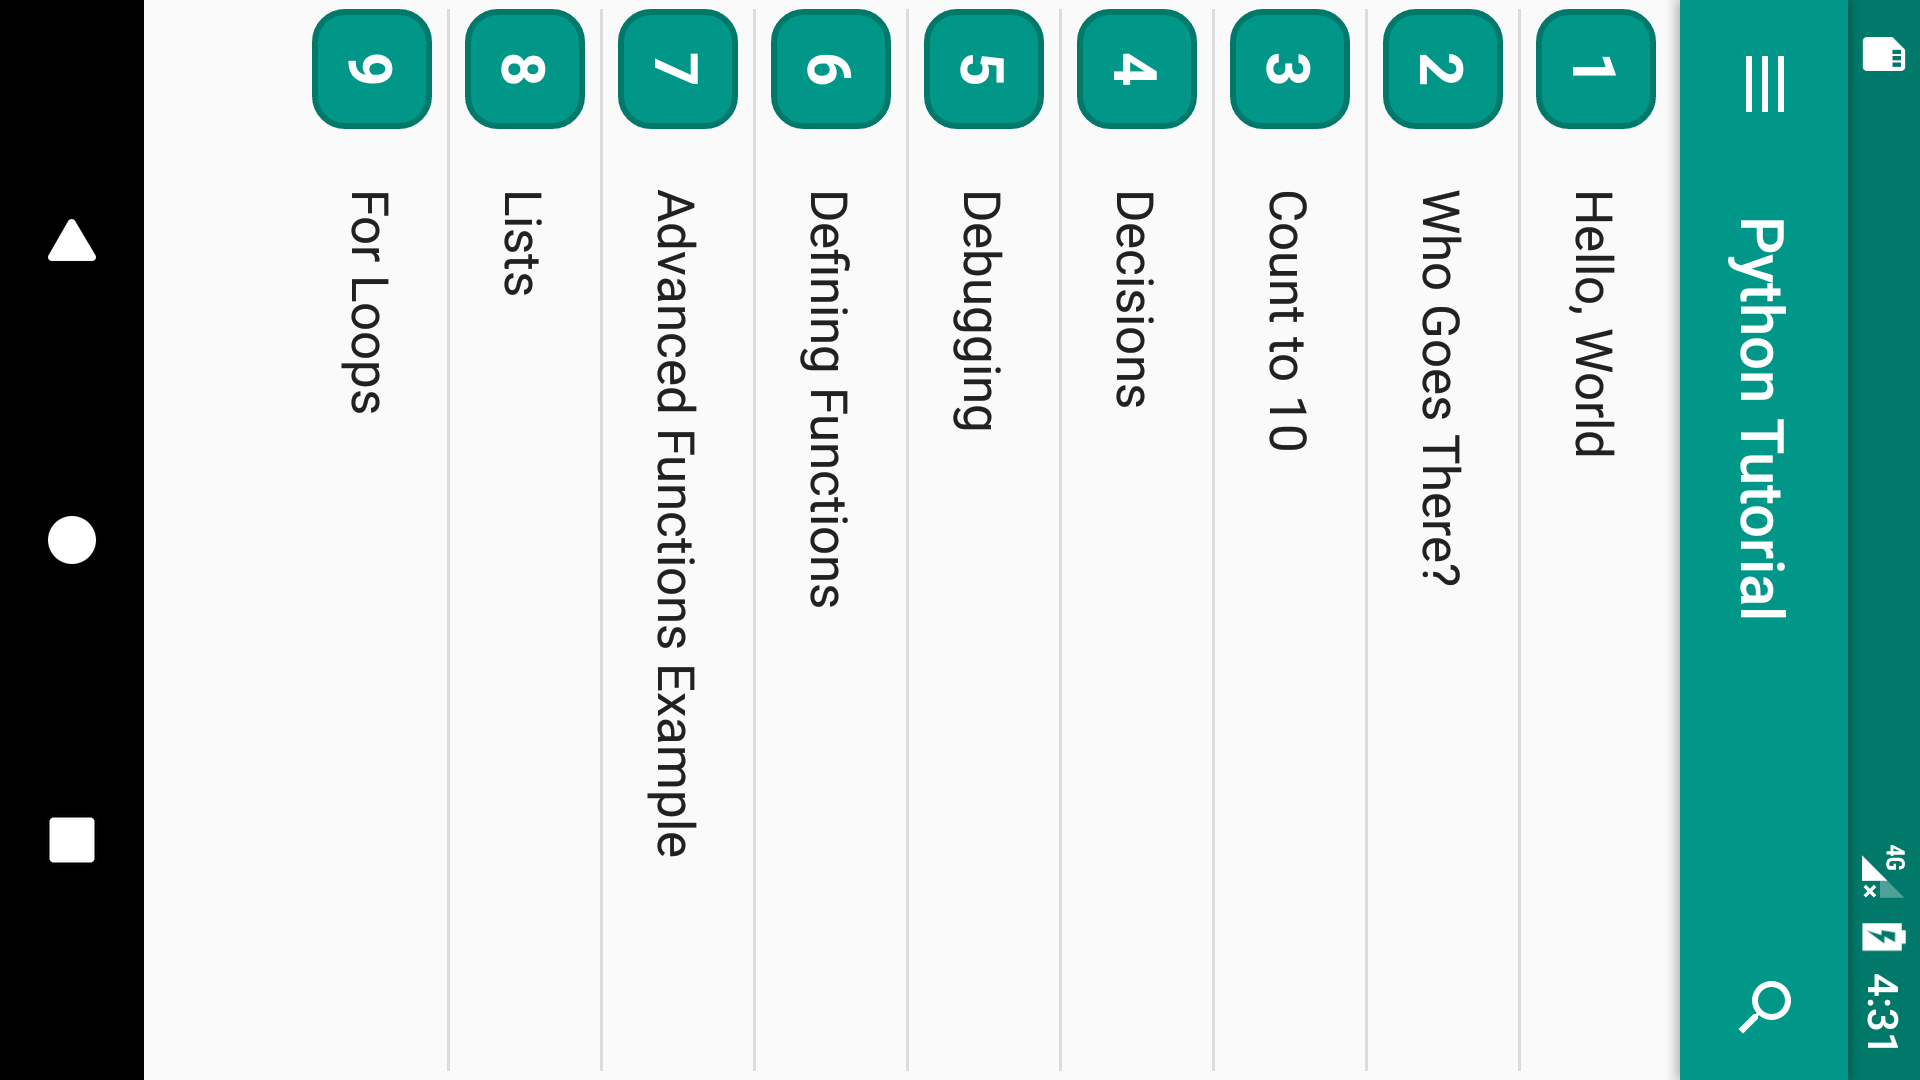 4G 4:31
Python Tutorial
1 Hello, World
2 Who Goes There?
3 Count to 10
4 Decisions
5 Debugging
6 Defining Functions
7 Advanced Functions Example
8 Lists
9 For Loops